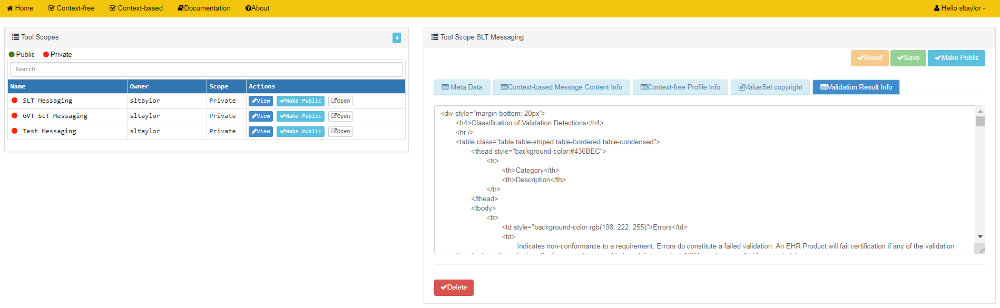 Home Context-free Context-based Documentation About Hello sltaylor
Tool Scopes
Public Private
Search
Name Owner Scope Actions
SLT Messaging sltaylor Private View Make Public Open
GVT SLT Messaging sltaylor Private View Make Public Open
Test Messaging sltaylor Private View Make Public Open
Tool Scope SLT Messaging
Reset Save Make Public
Meta Data Context-based Message Content Info Context-free Profile Info ValueSet copyright Validation Result Info
<div style="margin-bottom: 20px">
<h4>Classification of Validation Detections</h4>
<hr />
<table class="table table-striped table-bordered table-condensed">
<thead style="background-color:#436BEC">
<tr>
<th>Category</th>
<th>Description</th>
</tr>
</thead>
<tbody>
<tr>
<td style="background-color:rgb(198, 222, 255)">Errors</td>
<td>
Indicates non-conformance to a requirement. Errors do constitute a failed validation. An EHR Product will fail certification if any of the validation
Delete